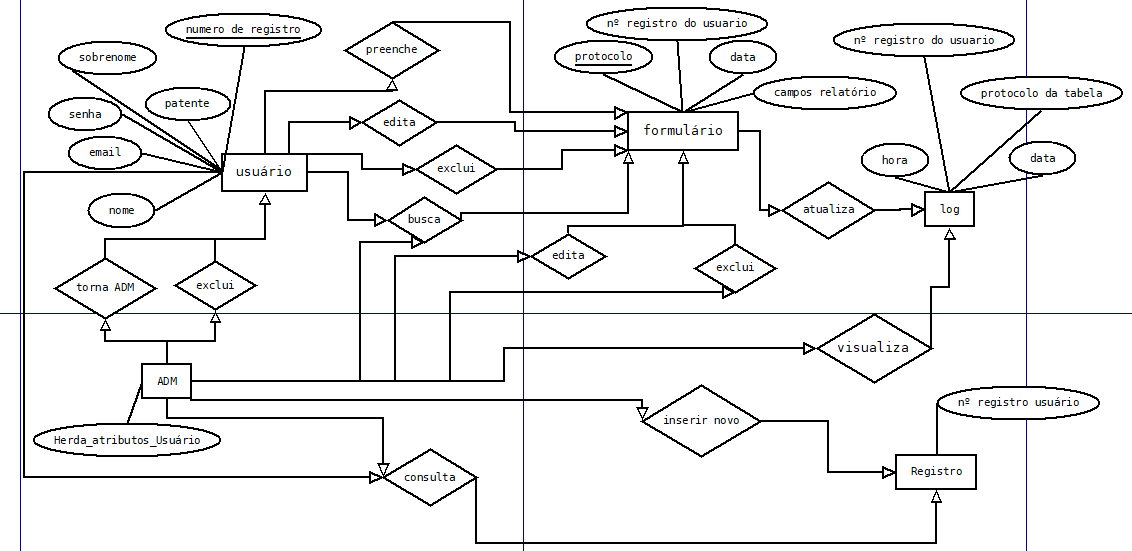 numero de registro
nº registro do usuario
nº registro do usuario
preenche
sobrenome
protocolo
data
campos relatório
protocolo da tabela
patente
senha
edita
formulário
email
exclui
hora
data
usuário
nome
busca
atualiza
log
edita
exclui
torna ADM
exclui
visualiza
ADM
nº registro usuário
inserir novo
Herda_atributos_Usuário
consulta
Registro